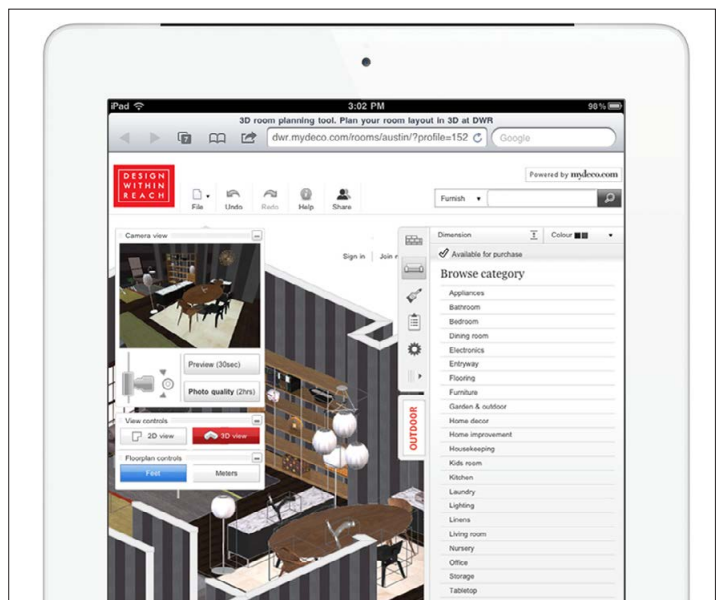 iPad
3:02 PM
98%
3D room planning tool. Plan your room layout in 3D at DWR
7
dwr.mydeco.com/rooms/austin/?profile=152
Google
DESIGN
WITHIN
REACH
Powered by mydeco.com
File
Undo
Redo
Help
Share
Furnish
Camera view
Sign in
Join
Preview (30sec)
Photo quality (2hrs)
View controls
2D view
3D view
Floorplan controls
Feet
Meters
OUTDOOR
Dimension
Colour
Available for purchase
Browse category
Appliances
Bathroom
Bedroom
Dining room
Electronics
Entryway
Flooring
Furniture
Garden & outdoor
Home decor
Home improvement
Housekeeping
Kids room
Kitchen
Laundry
Lighting
Linens
Living room
Nursery
Office
Storage
Tabletop